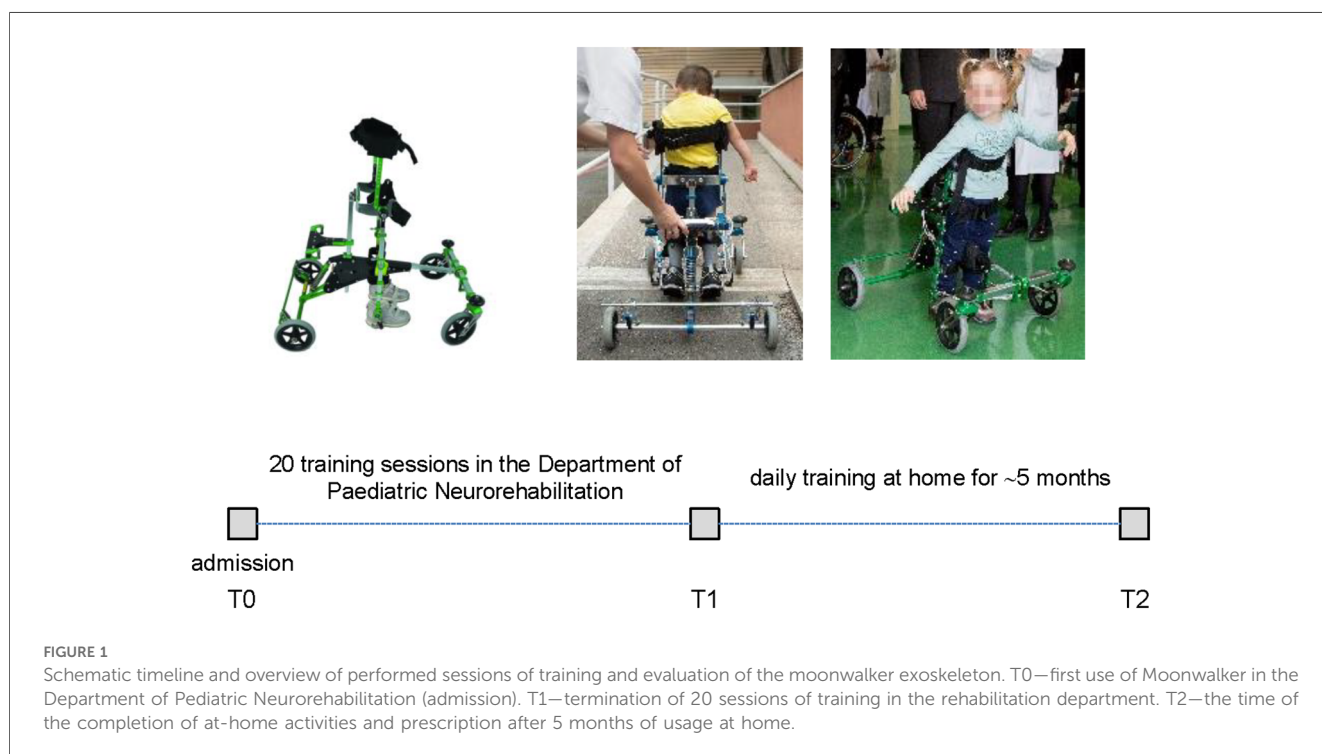 20 training sessions in the Department of
Paediatric Neurorehabilitation
daily training at home for ~5 months
admission
T0
T1
T2
FIGURE 1
Schematic timeline and overview of performed sessions of training and evaluation of the moonwalker exoskeleton. T0—first use of Moonwalker in the
Department of Pediatric Neurorehabilitation (admission). T1—termination of 20 sessions of training in the rehabilitation department. T2—the time of
the completion of at-home activities and prescription after 5 months of usage at home.